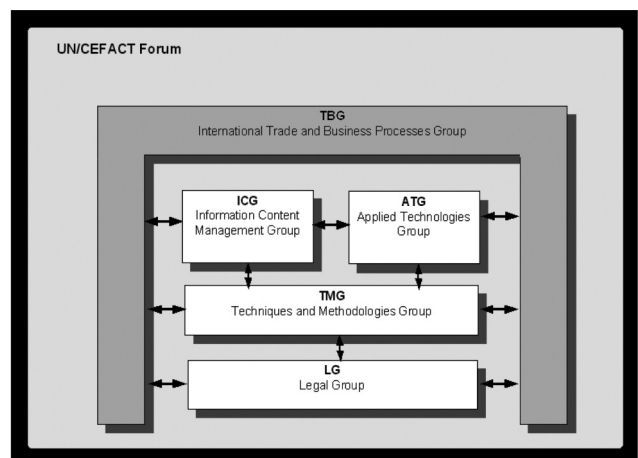 UN/CEFACT Forum
TBG
International Trade and Business Processes Group
ICG
Information Content
Management Group
ATG
Applied Technologies
Group
TMG
Techniques and Methodologies Group
LG
Legal Group